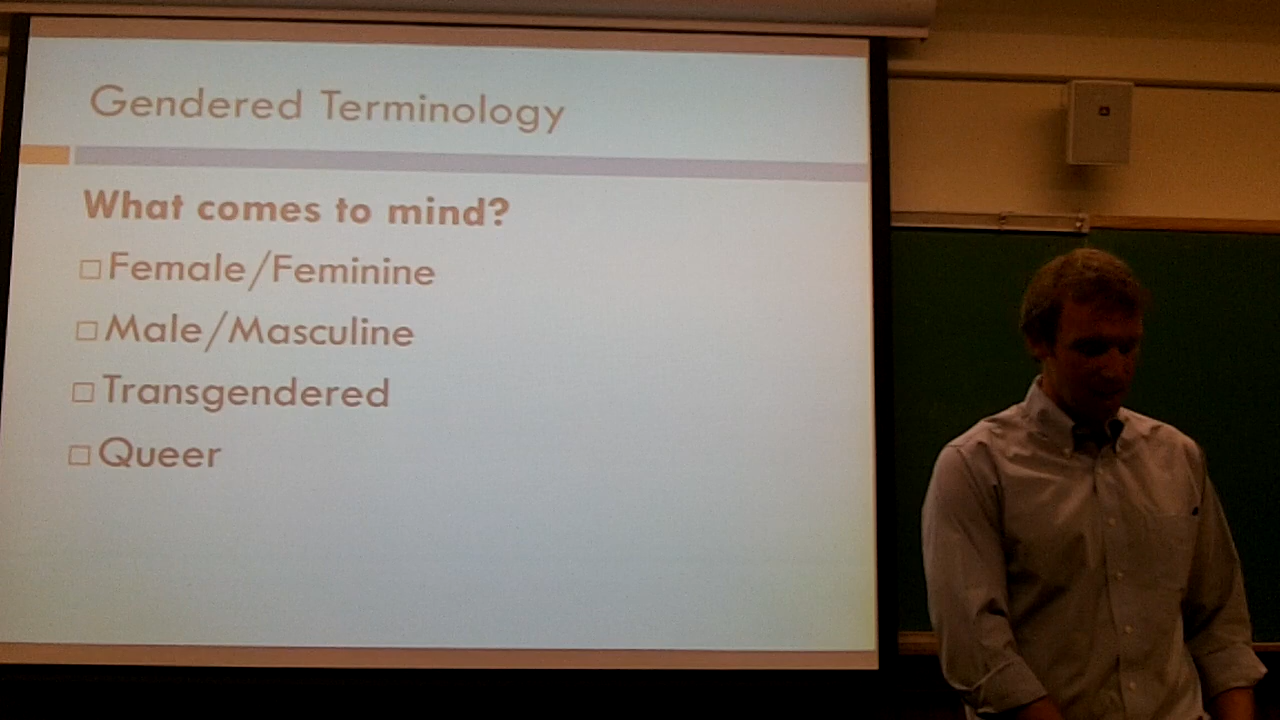 Gendered Terminology
What comes to mind?
Female/Feminine
Male/Masculine
Transgendered
Queer